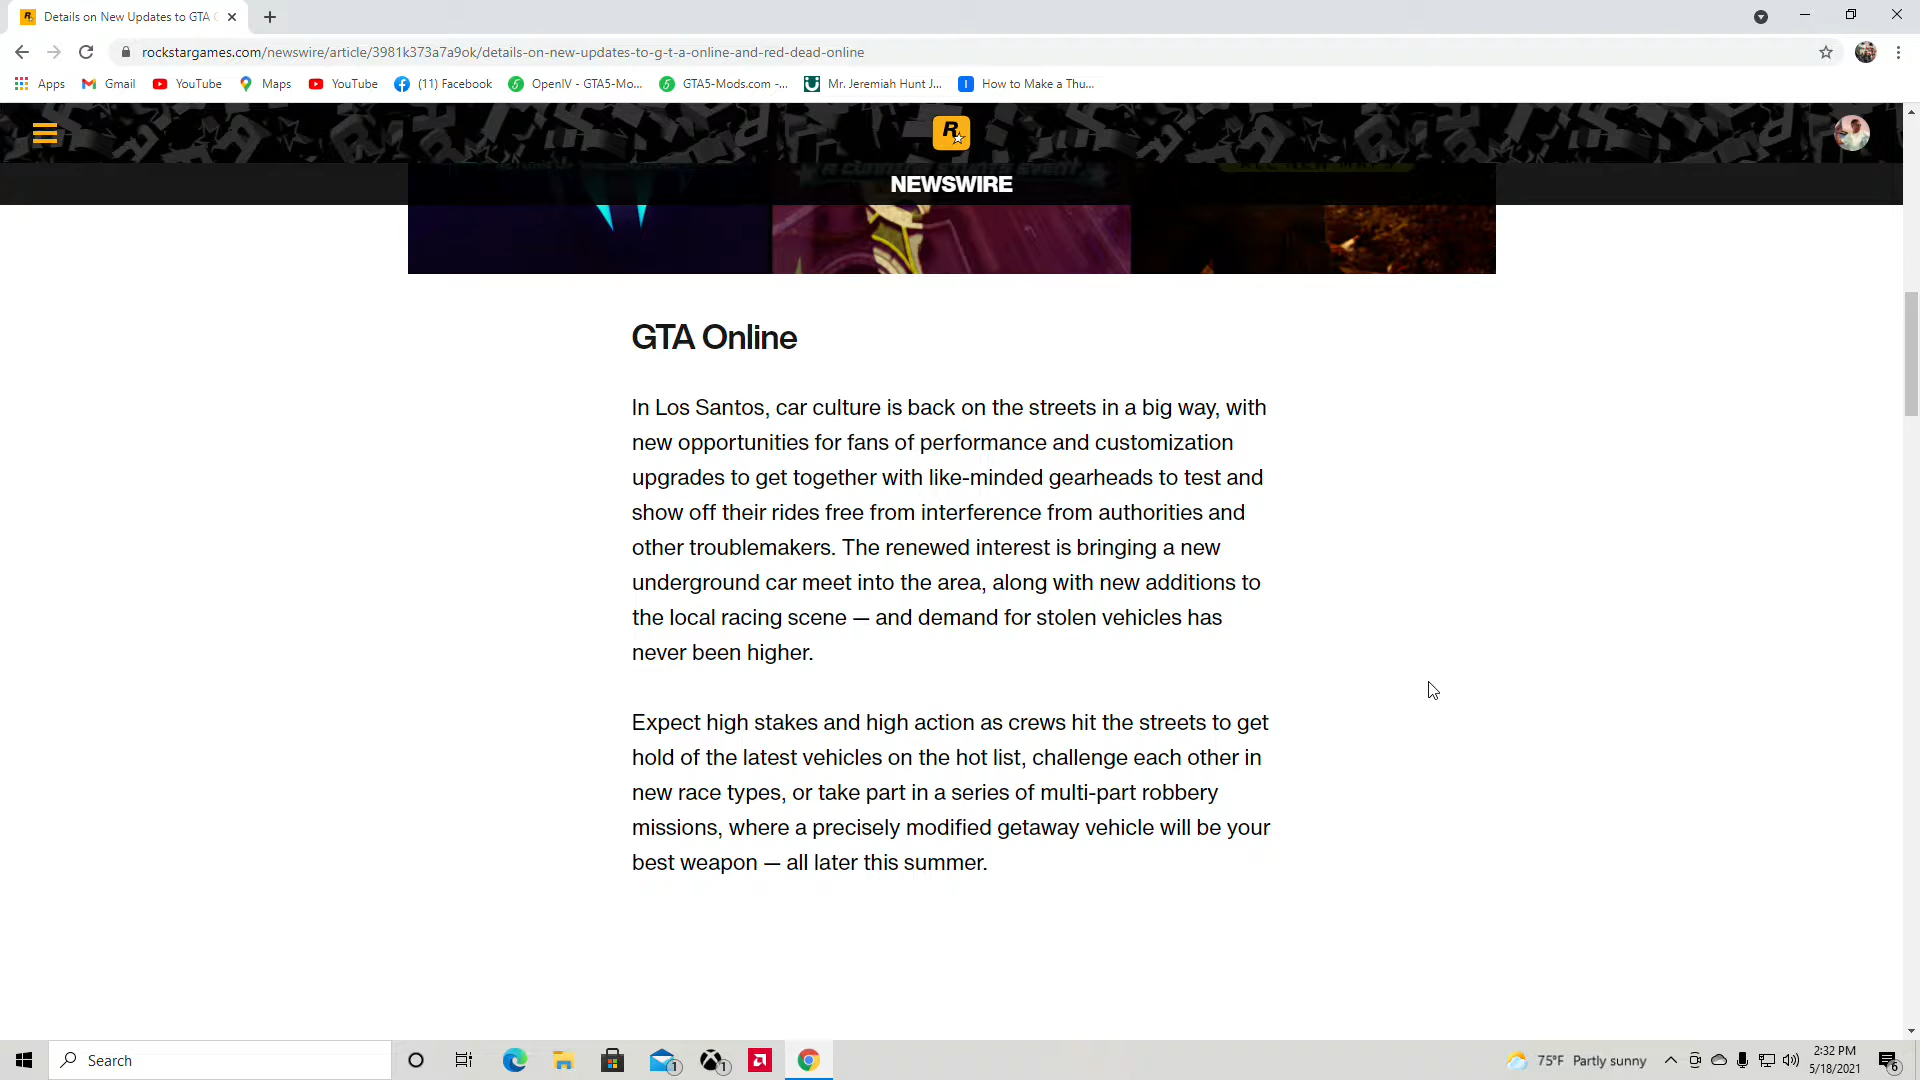 Details on New Updates to GTA
rockstargames.com/newswire/article/3981k373a7a9ok/details-on-new-updates-to-g-t-a-online-and-red-dead-online
Apps Gmail YouTube Maps YouTube (11) Facebook OpenIV - GTA5-Mo... GTA5-Mods.com -... Mr. Jeremiah Hunt J... How to Make a Thu...
R
NEWSWIRE
GTA Online
In Los Santos, car culture is back on the streets in a big way, with
new opportunities for fans of performance and customization
upgrades to get together with like-minded gearheads to test and
show off their rides free from interference from authorities and
other troublemakers. The renewed interest is bringing a new
underground car meet into the area, along with new additions to
the local racing scene — and demand for stolen vehicles has
never been higher.
Expect high stakes and high action as crews hit the streets to get
hold of the latest vehicles on the hot list, challenge each other in
new race types, or take part in a series of multi-part robbery
missions, where a precisely modified getaway vehicle will be your
best weapon — all later this summer.
Search
1
1
75°F Partly sunny
2:32 PM
5/18/2021
6